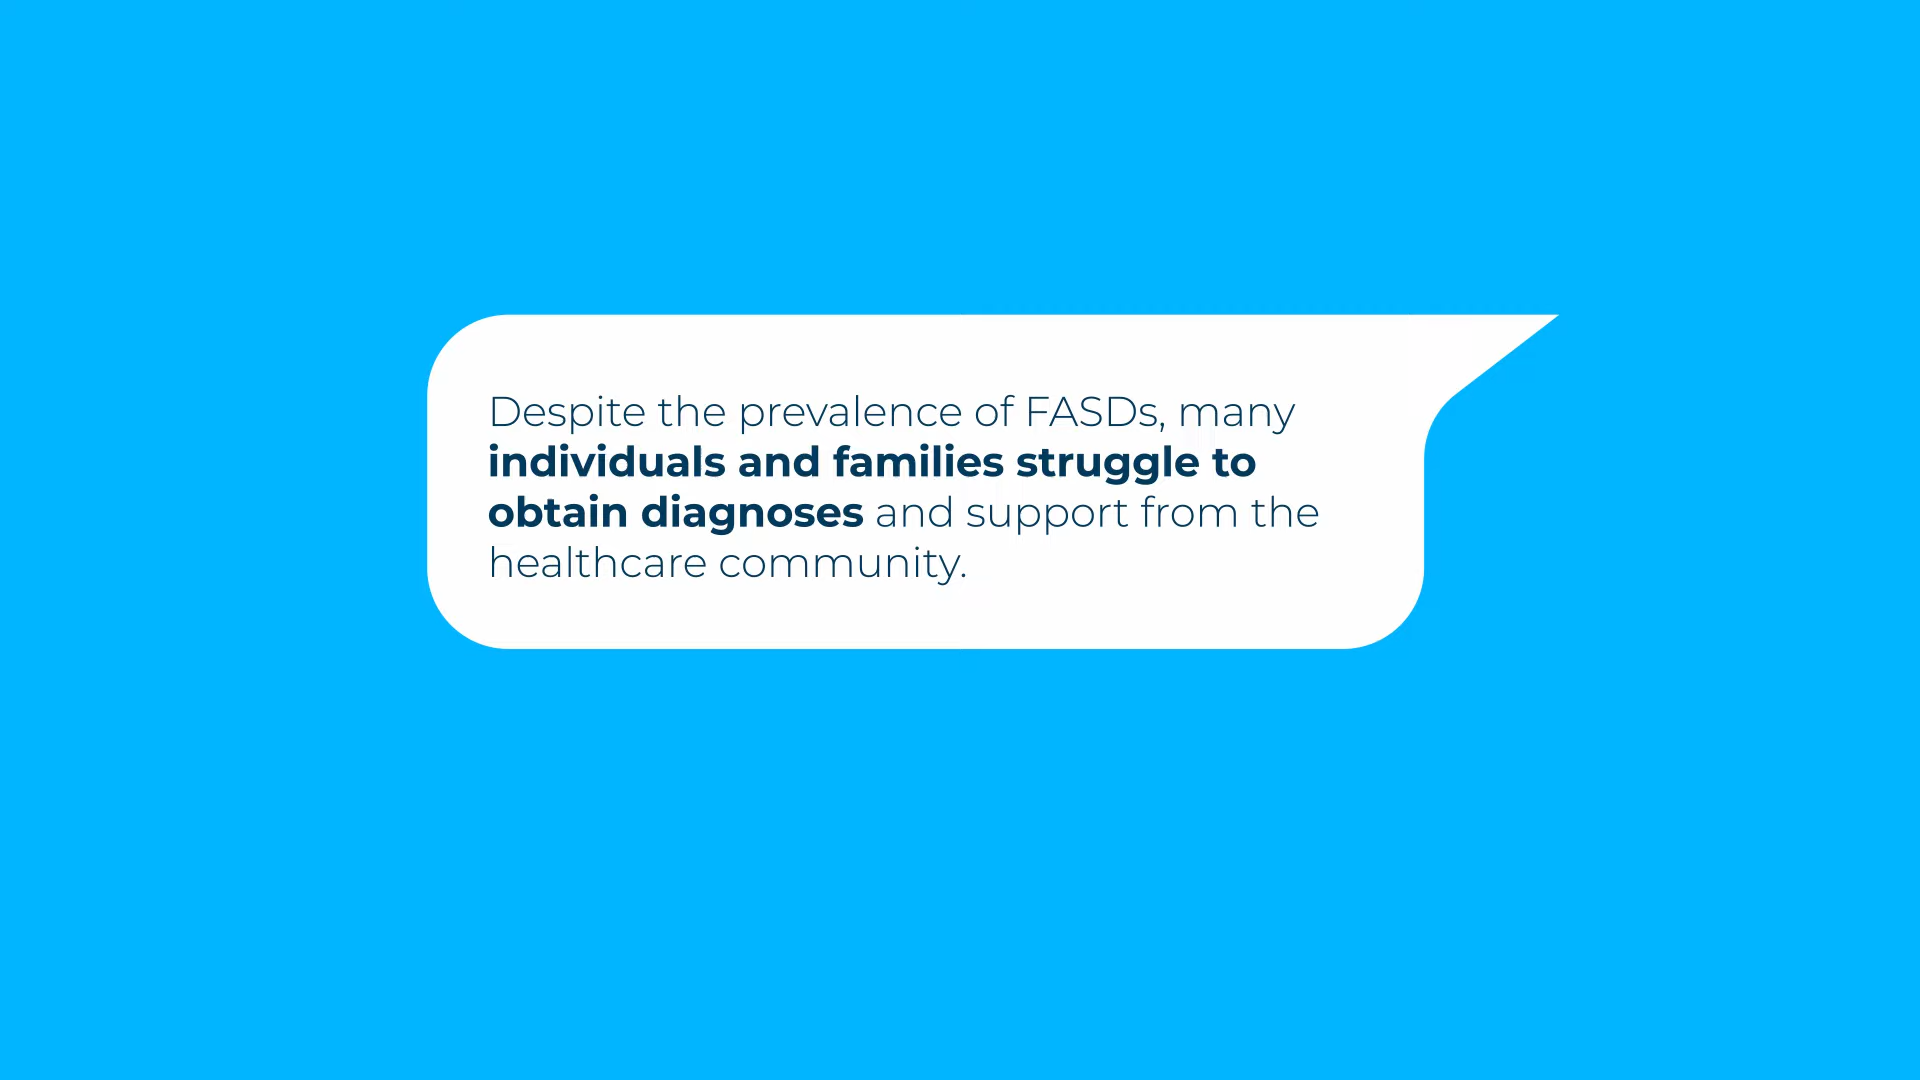 Despite the prevalence of FASDs, many
individuals and families struggle to
obtain diagnoses and support from the
healthcare community.